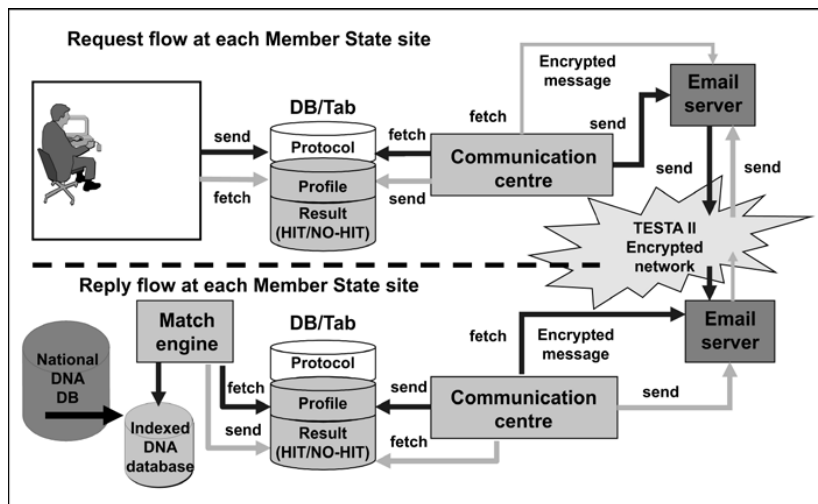 Request flow at each Member State site
Encrypted
message
Email
server
DB/Tab
fetch
send
fetch
send
Protocol
Communication
centre
send
send
Profile
fetch
send
Result
(HIT/NO-HIT)
TESTA II
Encrypted
network
Reply flow at each Member State site
Match
engine
DB/Tab
fetch
Encrypted
message
Email
server
National
DNA
DB
Protocol
fetch
send
Profile
Communication
centre
send
Indexed
DNA
database
send
Result
(HIT/NO-HIT)
fetch